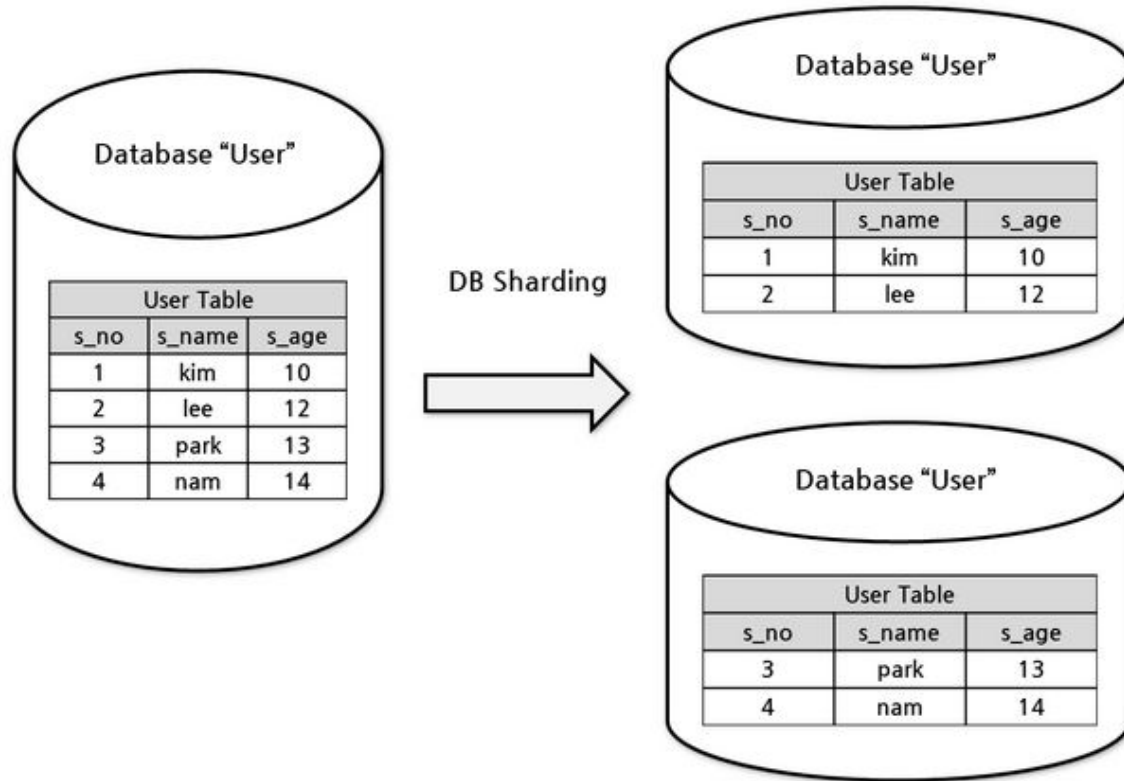 Database “User”
User Table
s_no s_name s_age
1 kim 10
2 lee 12
3 park 13
4 nam 14
DB Sharding
Database “User”
User Table
s_no s_name s_age
1 kim 10
2 lee 12
Database “User”
User Table
s_no s_name s_age
3 park 13
4 nam 14